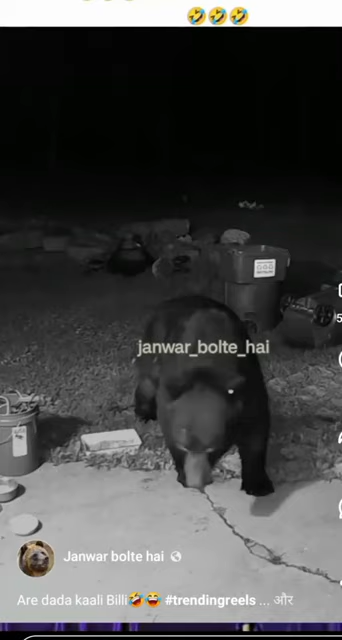 🤣🤣🤣
janwar_bolte_hai
Janwar bolte hai
Are dada kaali Billi🤣😂 #trendingreels ... और